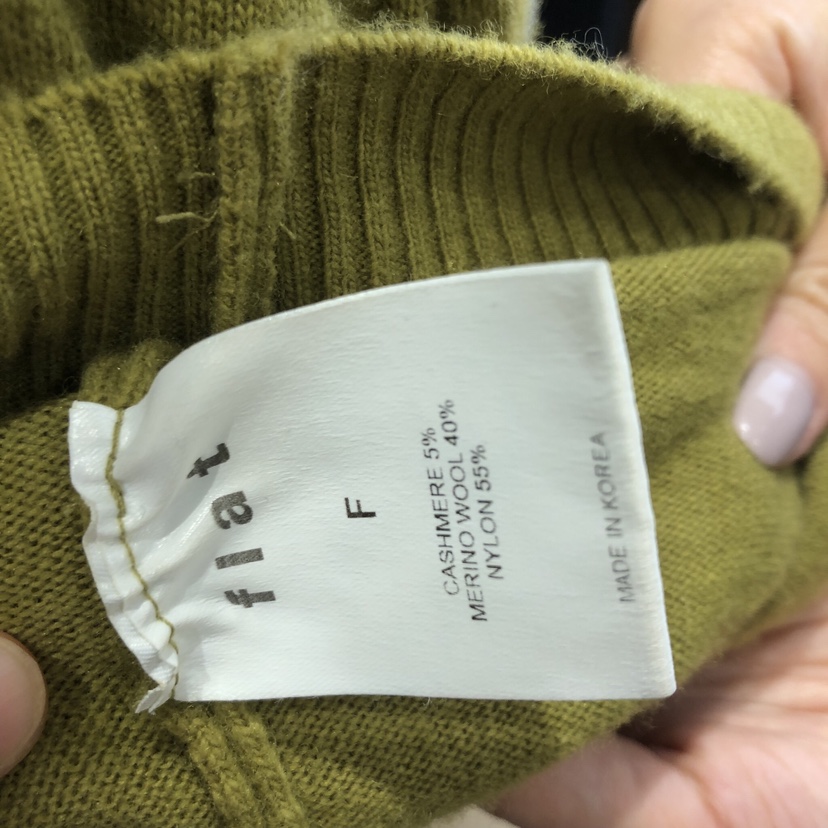 flat
F
CASHMERE 5%
MERINO WOOL 40%
NYLON 55%
MADE IN KOREA